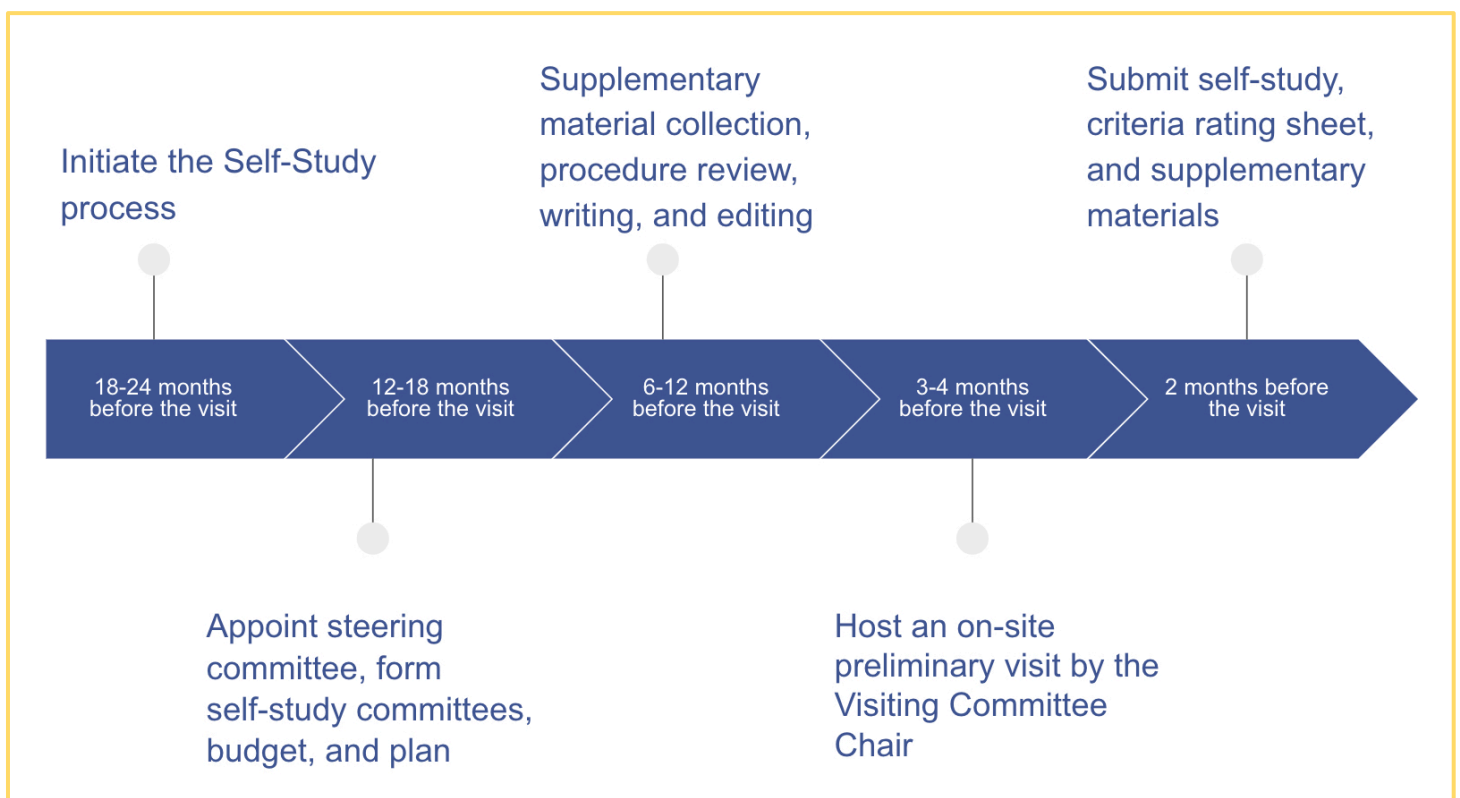 Initiate the Self-Study
process
Supplementary
material collection,
procedure review,
writing, and editing
Submit self-study,
criteria rating sheet,
and supplementary
materials
18-24 months
before the visit
12-18 months
before the visit
6-12 months
before the visit
3-4 months
before the visit
2 months before
the visit
Appoint steering
committee, form
self-study committees,
budget, and plan
Host an on-site
preliminary visit by the
Visiting Committee
Chair